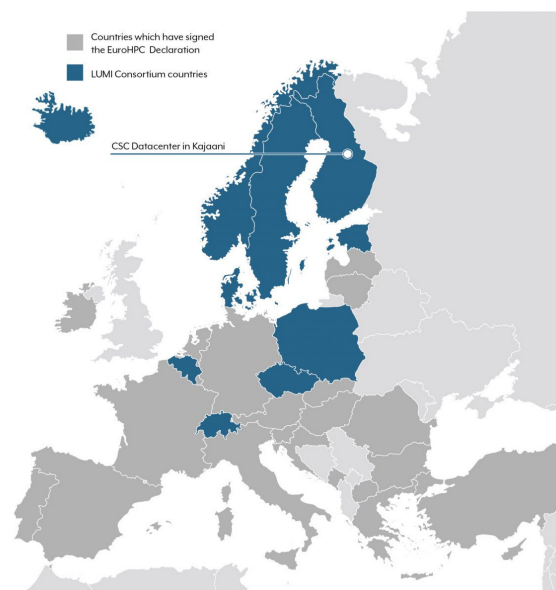 Countries which have signed
the EuroHPC Declaration
LUMI Consortium countries
CSC Datacenter in Kajaani